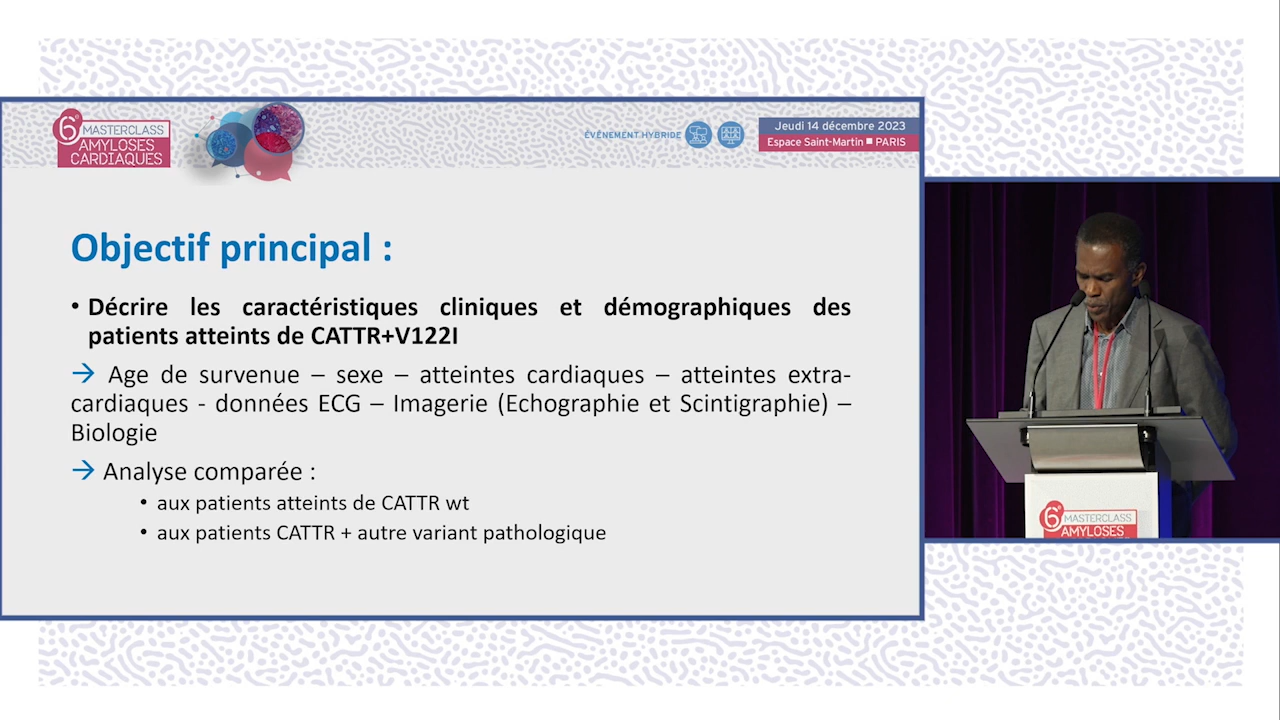 6e MASTERCLASS
AMYLOSES
CARDIAQUES
ÉVÉNEMENT HYBRIDE
Jeudi 14 décembre 2023
Espace Saint-Martin ■ PARIS
Objectif principal :
• Décrire les caractéristiques cliniques et démographiques des
patients atteints de CATTR+V122I
→ Age de survenue – sexe – atteintes cardiaques – atteintes extra-
cardiaques - données ECG – Imagerie (Echographie et Scintigraphie) –
Biologie
→ Analyse comparée :
• aux patients atteints de CATTR wt
• aux patients CATTR + autre variant pathologique
6e MASTERCLASS
AMYLOSES